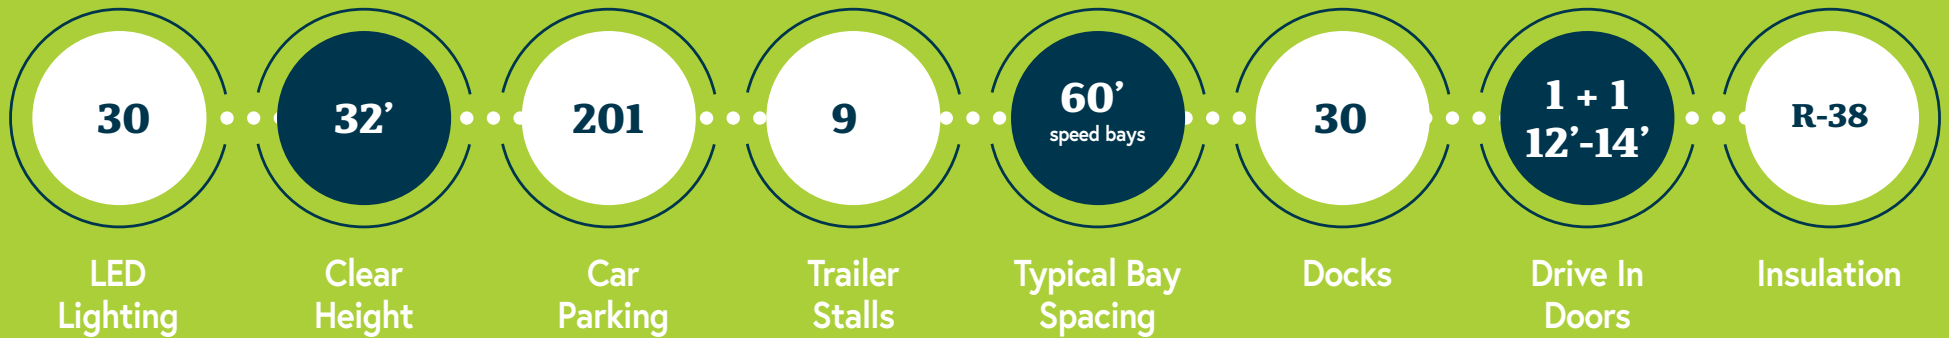 30
32’
201
9
60’
speed bays
30
1 + 1
12’-14’
R-38
LED
Lighting
Clear
Height
Car
Parking
Trailer
Stalls
Typical Bay
Spacing
Docks
Drive In
Doors
Insulation